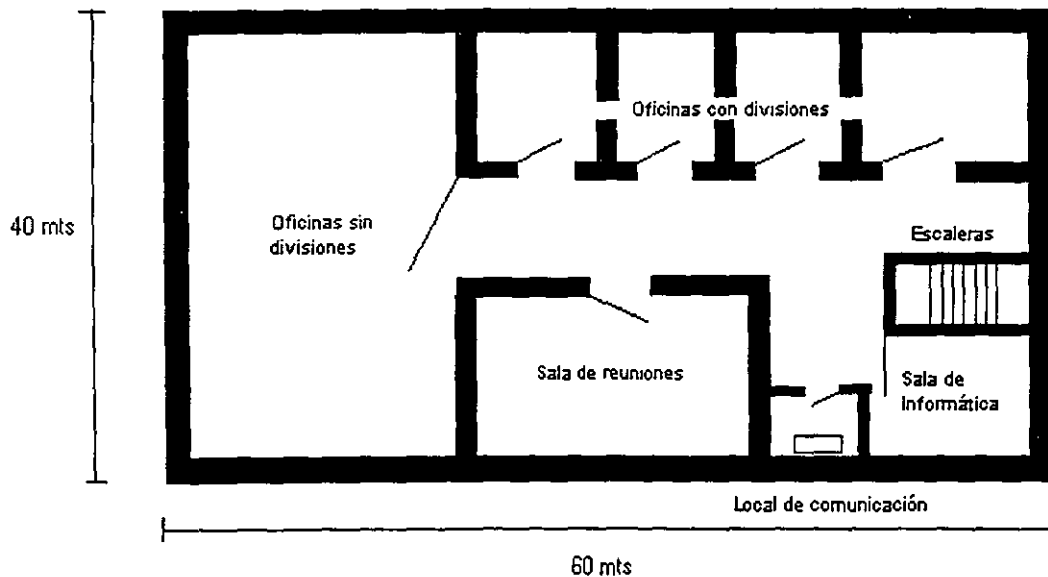 Oficinas con divisiones
40 mts
Oficinas sin
divisiones
Escaleras
Sala de reuniones
Sala de
Informática
Local de comunicación
60 mts